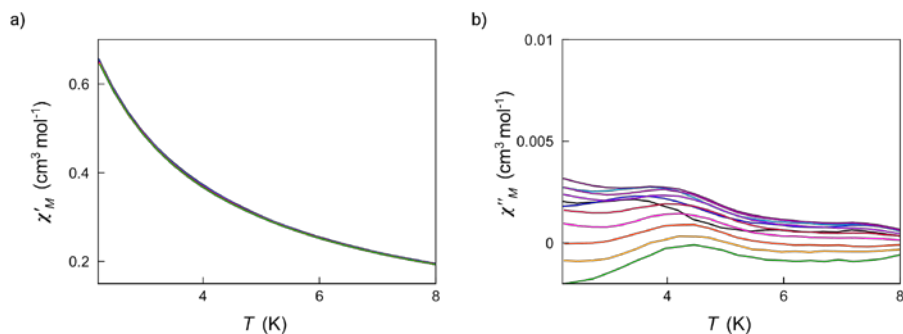 a)
b)
0.6
0.4
0.2
χ′M (cm³ mol⁻¹)
4
6
8
T (K)
0.01
0.005
0
χ″M (cm³ mol⁻¹)
4
6
8
T (K)